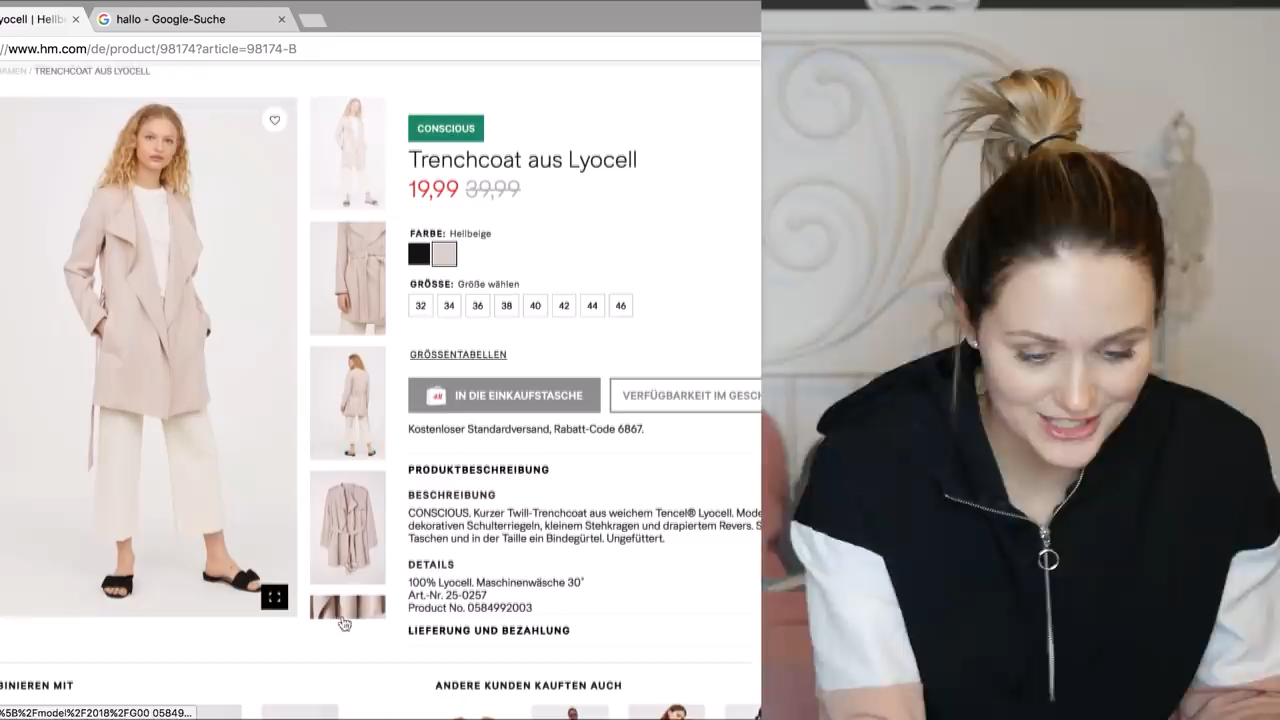 yocell | Hellb
hallo - Google-Suche
//www.hm.com/de/product/98174?article=98174-B
DAMEN / TRENCHCOAT AUS LYOCELL
CONSCIOUS
Trenchcoat aus Lyocell
19,99 39,99
FARBE: Hellbeige
GRÖSSE: Größe wählen
32 34 36 38 40 42 44 46
GRÖSSENTABELLEN
IN DIE EINKAUFSTASCHE
VERFÜGBARKEIT IM GESCH
Kostenloser Standardversand, Rabatt-Code 6867.
PRODUKTBESCHREIBUNG
BESCHREIBUNG
CONSCIOUS. Kurzer Twill-Trenchcoat aus weichem Tencel® Lyocell. Mode
dekorativen Schulterriegeln, kleinem Stehkragen und drapiertem Revers. S
Taschen und in der Taille ein Bindegürtel. Ungefüttert.
DETAILS
100% Lyocell. Maschinenwäsche 30°
Art.-Nr. 25-0257
Product No. 0584992003
LIEFERUNG UND BEZAHLUNG
BINIEREN MIT
ANDERE KUNDEN KAUFTEN AUCH
%5B%2Fmodel%2F2018%2FG00 05849...